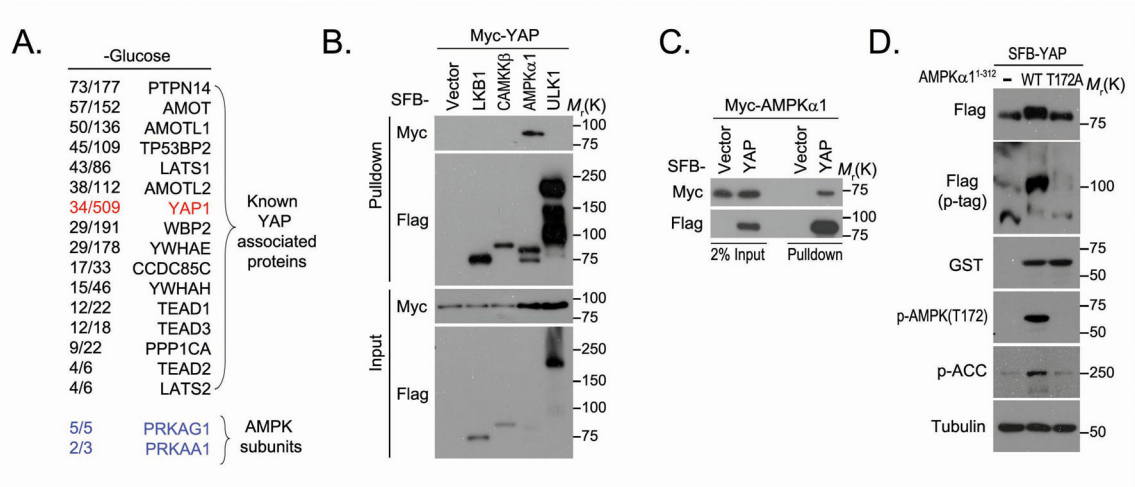 A.
-Glucose
73/177 PTPN14
57/152 AMOT
50/136 AMOTL1
45/109 TP53BP2
43/86 LATS1
38/112 AMOTL2
34/509 YAP1
29/191 WBP2
29/178 YWHAE
17/33 CCDC85C
15/46 YWHAH
12/22 TEAD1
12/18 TEAD3
9/22 PPP1CA
4/6 TEAD2
4/6 LATS2
Known
YAP
associated
proteins
5/5 PRKAG1
2/3 PRKAA1
AMPK
subunits
B.
Myc-YAP
SFB- Vector LKB1 CAMKKβ AMPKα1 ULK1 Mr(K)
Pulldown
Myc
-100
-75
Flag
-250
-150
-100
-75
Input
Myc
-100
-75
Flag
-250
-150
-100
-75
C.
Myc-AMPKα1
SFB- Vector YAP Vector YAP Mr(K)
Myc -75
Flag
-100
-75
2% Input Pulldown
D.
SFB-YAP
AMPKα1¹⁻³¹² – WT T172A Mr(K)
Flag -75
Flag
(p-tag)
-100
GST
-75
-50
p-AMPK(T172)
-75
-50
p-ACC -250
Tubulin -50